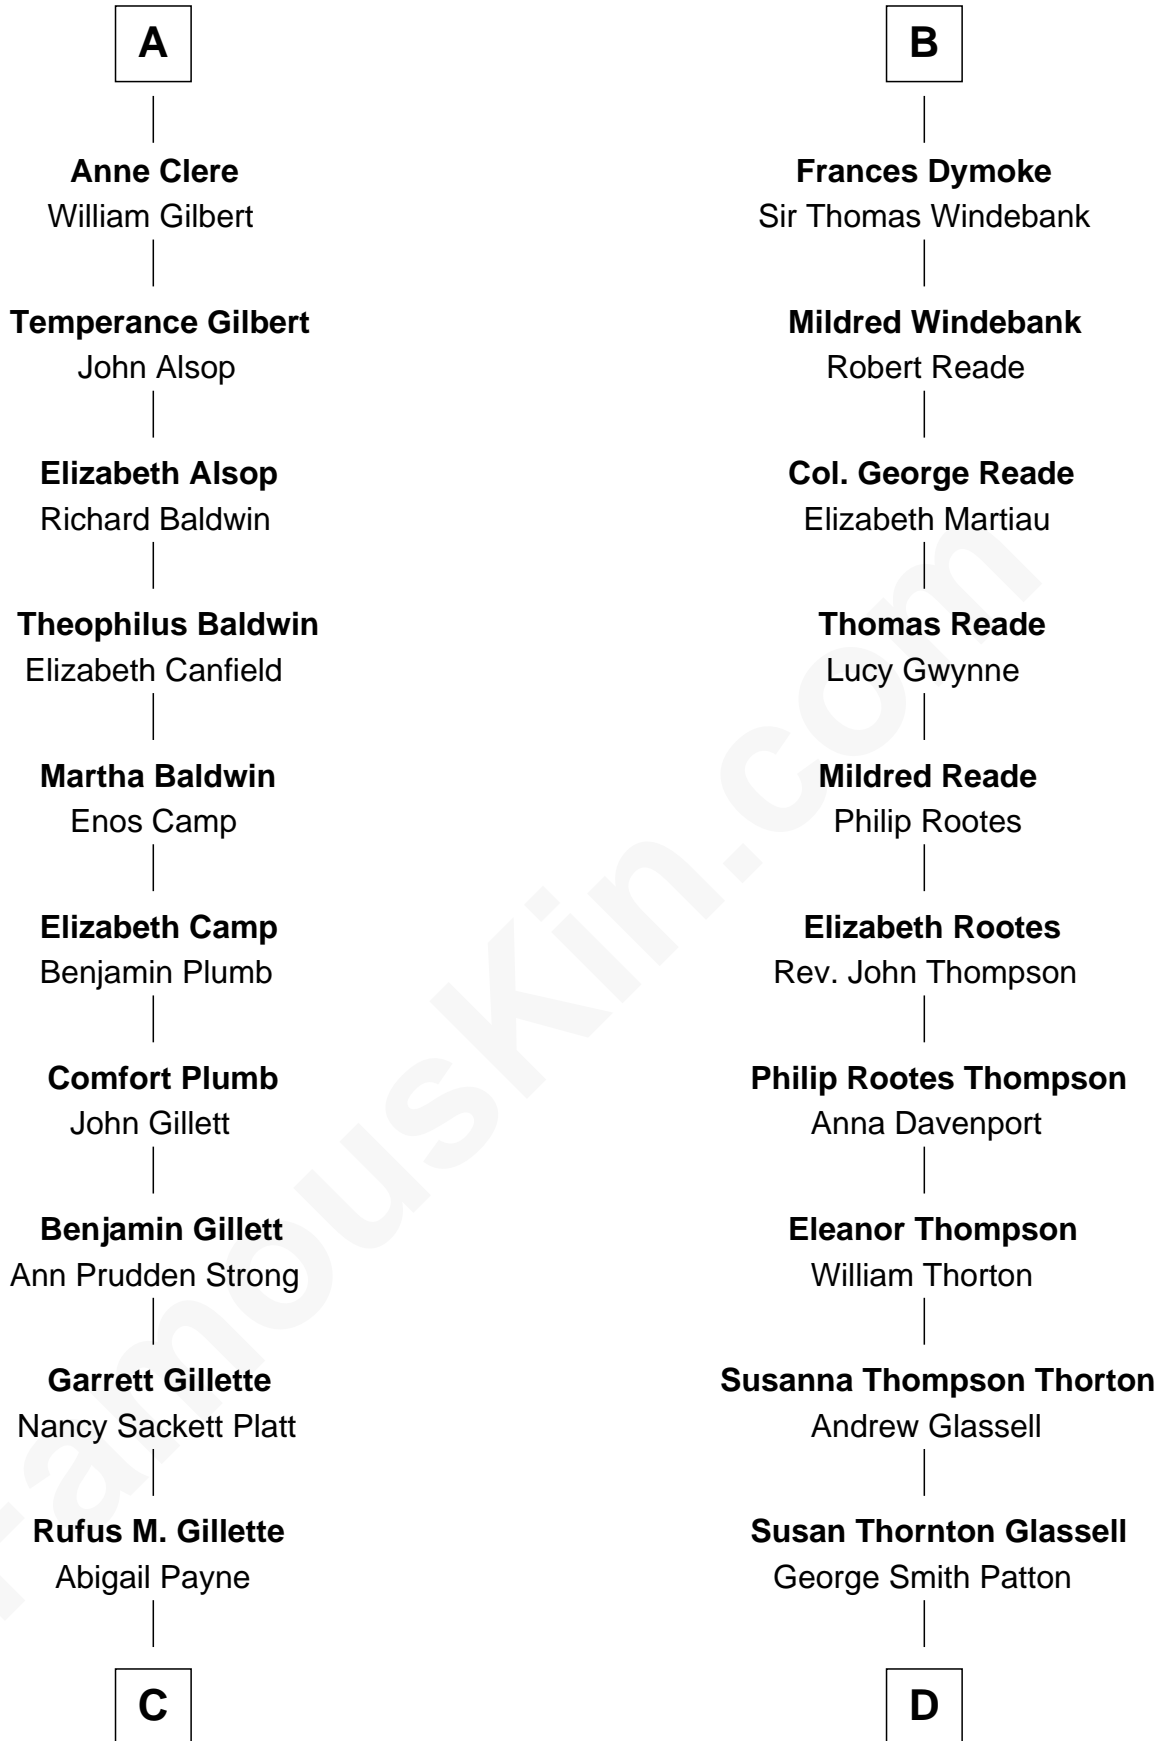 A
Anne Clere
William Gilbert
Temperance Gilbert
John Alsop
Elizabeth Alsop
Richard Baldwin
Theophilus Baldwin
Elizabeth Canfield
Martha Baldwin
Enos Camp
Elizabeth Camp
Benjamin Plumb
Comfort Plumb
John Gillett
Benjamin Gillett
Ann Prudden Strong
Garrett Gillette
Nancy Sackett Platt
Rufus M. Gillette
Abigail Payne
C
B
Frances Dymoke
Sir Thomas Windebank
Mildred Windebank
Robert Reade
Col. George Reade
Elizabeth Martiau
Thomas Reade
Lucy Gwynne
Mildred Reade
Philip Rootes
Elizabeth Rootes
Rev. John Thompson
Philip Rootes Thompson
Anna Davenport
Eleanor Thompson
William Thorton
Susanna Thompson Thorton
Andrew Glassell
Susan Thornton Glassell
George Smith Patton
D
FamousKin.com